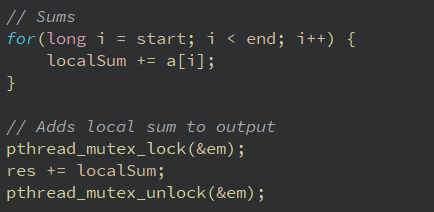 // Sums
for(long i = start; i < end; i++) {
    localSum += a[i];
}

// Adds local sum to output
pthread_mutex_lock(&em);
res += localSum;
pthread_mutex_unlock(&em);